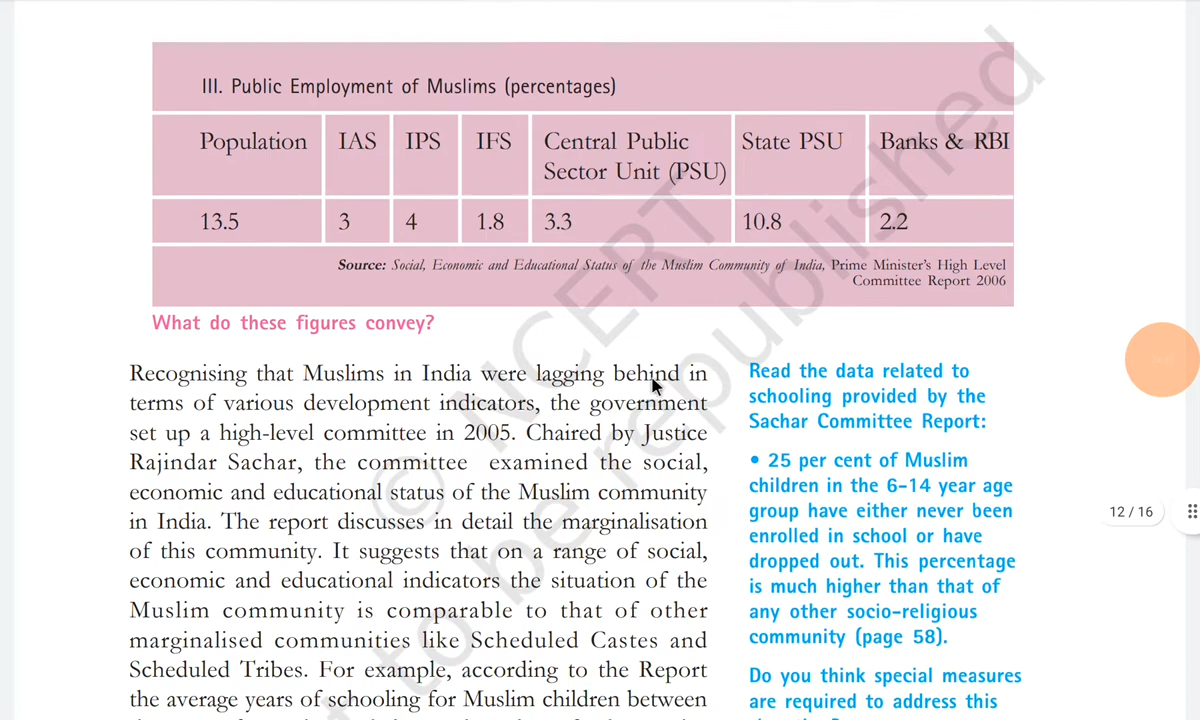 III. Public Employment of Muslims (percentages)
Population IAS IPS IFS Central Public Sector Unit (PSU) State PSU Banks & RBI
13.5 3 4 1.8 3.3 10.8 2.2
Source: Social, Economic and Educational Status of the Muslim Community of India, Prime Minister's High Level
Committee Report 2006
What do these figures convey?
Recognising that Muslims in India were lagging behind in
terms of various development indicators, the government
set up a high-level committee in 2005. Chaired by Justice
Rajindar Sachar, the committee examined the social,
economic and educational status of the Muslim community
in India. The report discusses in detail the marginalisation
of this community. It suggests that on a range of social,
economic and educational indicators the situation of the
Muslim community is comparable to that of other
marginalised communities like Scheduled Castes and
Scheduled Tribes. For example, according to the Report
the average years of schooling for Muslim children between
Read the data related to
schooling provided by the
Sachar Committee Report:
• 25 per cent of Muslim
children in the 6-14 year age
group have either never been
enrolled in school or have
dropped out. This percentage
is much higher than that of
any other socio-religious
community (page 58).
Do you think special measures
are required to address this
12 / 16
© NCERT
not to be republished